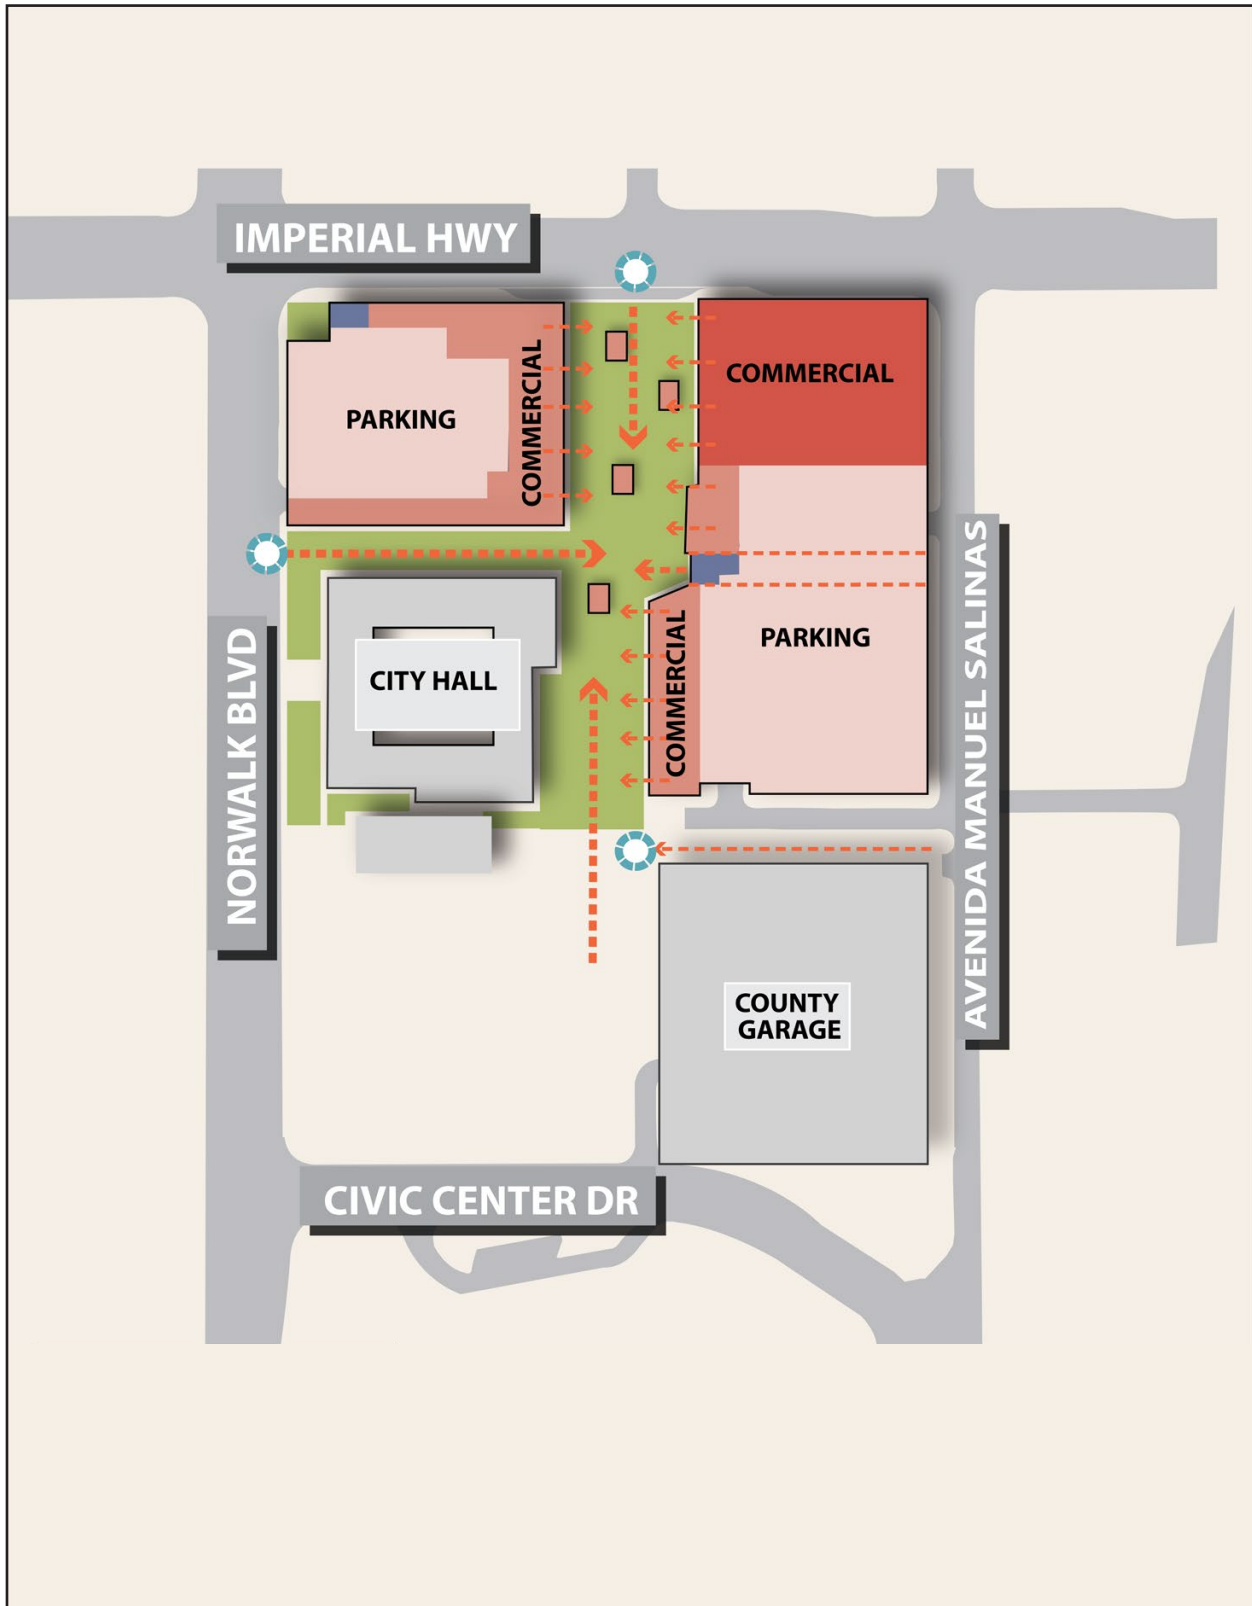 IMPERIAL HWY
COMMERCIAL
PARKING
COMMERCIAL
AVENIDA MANUEL SALINAS
PARKING
COMMERCIAL
CITY HALL
NORWALK BLVD
COUNTY
GARAGE
CIVIC CENTER DR